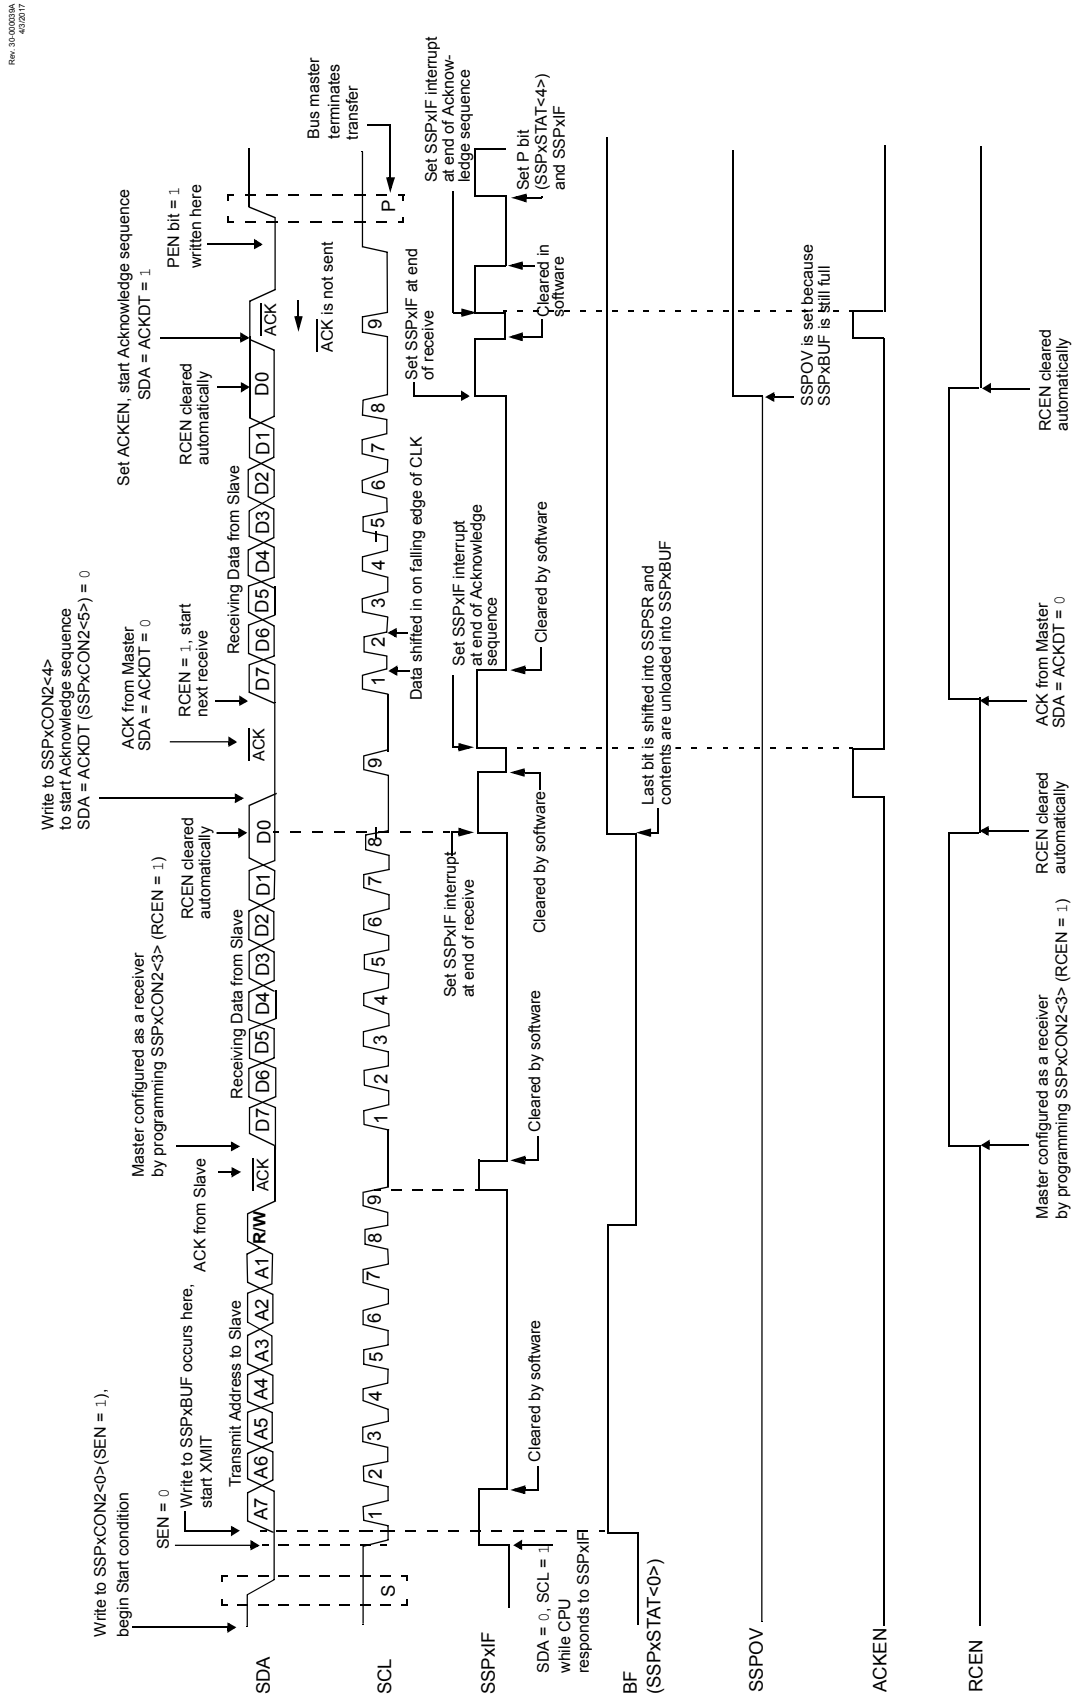 Rev. 30-000039A
4/3/2017
Write to SSPxCON2<0>(SEN = 1),
begin Start condition
SEN = 0
Write to SSPxBUF occurs here,
start XMIT
ACK from Slave
Master configured as a receiver
by programming SSPxCON2<3> (RCEN = 1)
RCEN cleared
automatically
Write to SSPxCON2<4>
to start Acknowledge sequence
SDA = ACKDT (SSPxCON2<5>) = 0
ACK from Master
SDA = ACKDT = 0
RCEN = 1, start
next receive
RCEN cleared
automatically
Set ACKEN, start Acknowledge sequence
SDA = ACKDT = 1
PEN bit = 1
written here
Transmit Address to Slave
Receiving Data from Slave
Receiving Data from Slave
SDA
A7 A6 A5 A4 A3 A2 A1 R/W ACK D7 D6 D5 D4 D3 D2 D1 D0 ACK D7 D6 D5 D4 D3 D2 D1 D0 ACK
ACK is not sent
Bus master
terminates
transfer
SCL
S 1 2 3 4 5 6 7 8 9 1 2 3 4 5 6 7 8 9 1 2 3 4 5 6 7 8 9 P
Data shifted in on falling edge of CLK
Set SSPxIF interrupt
at end of receive
Set SSPxIF interrupt
at end of Acknowledge
sequence
Set SSPxIF at end
of receive
Set SSPxIF interrupt
at end of Acknow-
ledge sequence
SSPxIF
SDA = 0, SCL = 1
while CPU
responds to SSPxIF
Cleared by software
Cleared by software
Cleared by software
Cleared by software
Cleared in
software
Set P bit
(SSPxSTAT<4>)
and SSPxIF
BF
(SSPxSTAT<0>)
Last bit is shifted into SSPSR and
contents are unloaded into SSPxBUF
SSPOV
SSPOV is set because
SSPxBUF is still full
ACKEN
RCEN
Master configured as a receiver
by programming SSPxCON2<3> (RCEN = 1)
RCEN cleared
automatically
ACK from Master
SDA = ACKDT = 0
RCEN cleared
automatically